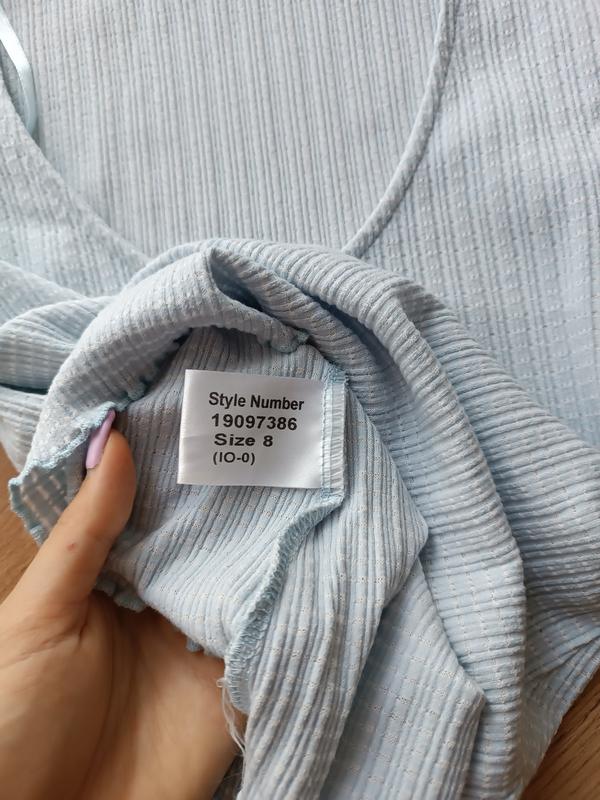 Style Number
19097386
Size 8
(IO-0)